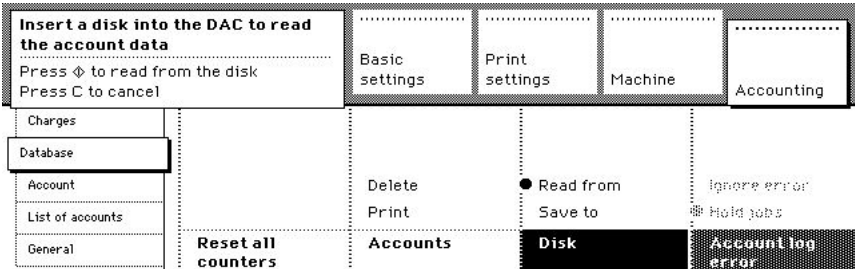 Insert a disk into the DAC to read
the account data
Press ⎆ to read from the disk
Press C to cancel
Basic
settings
Print
settings
Machine
Accounting
Charges
Database
Account
List of accounts
General
Reset all
counters
Delete
Print
Accounts
Read from
Save to
Disk
Ignore error
Hold jobs
Account log
error